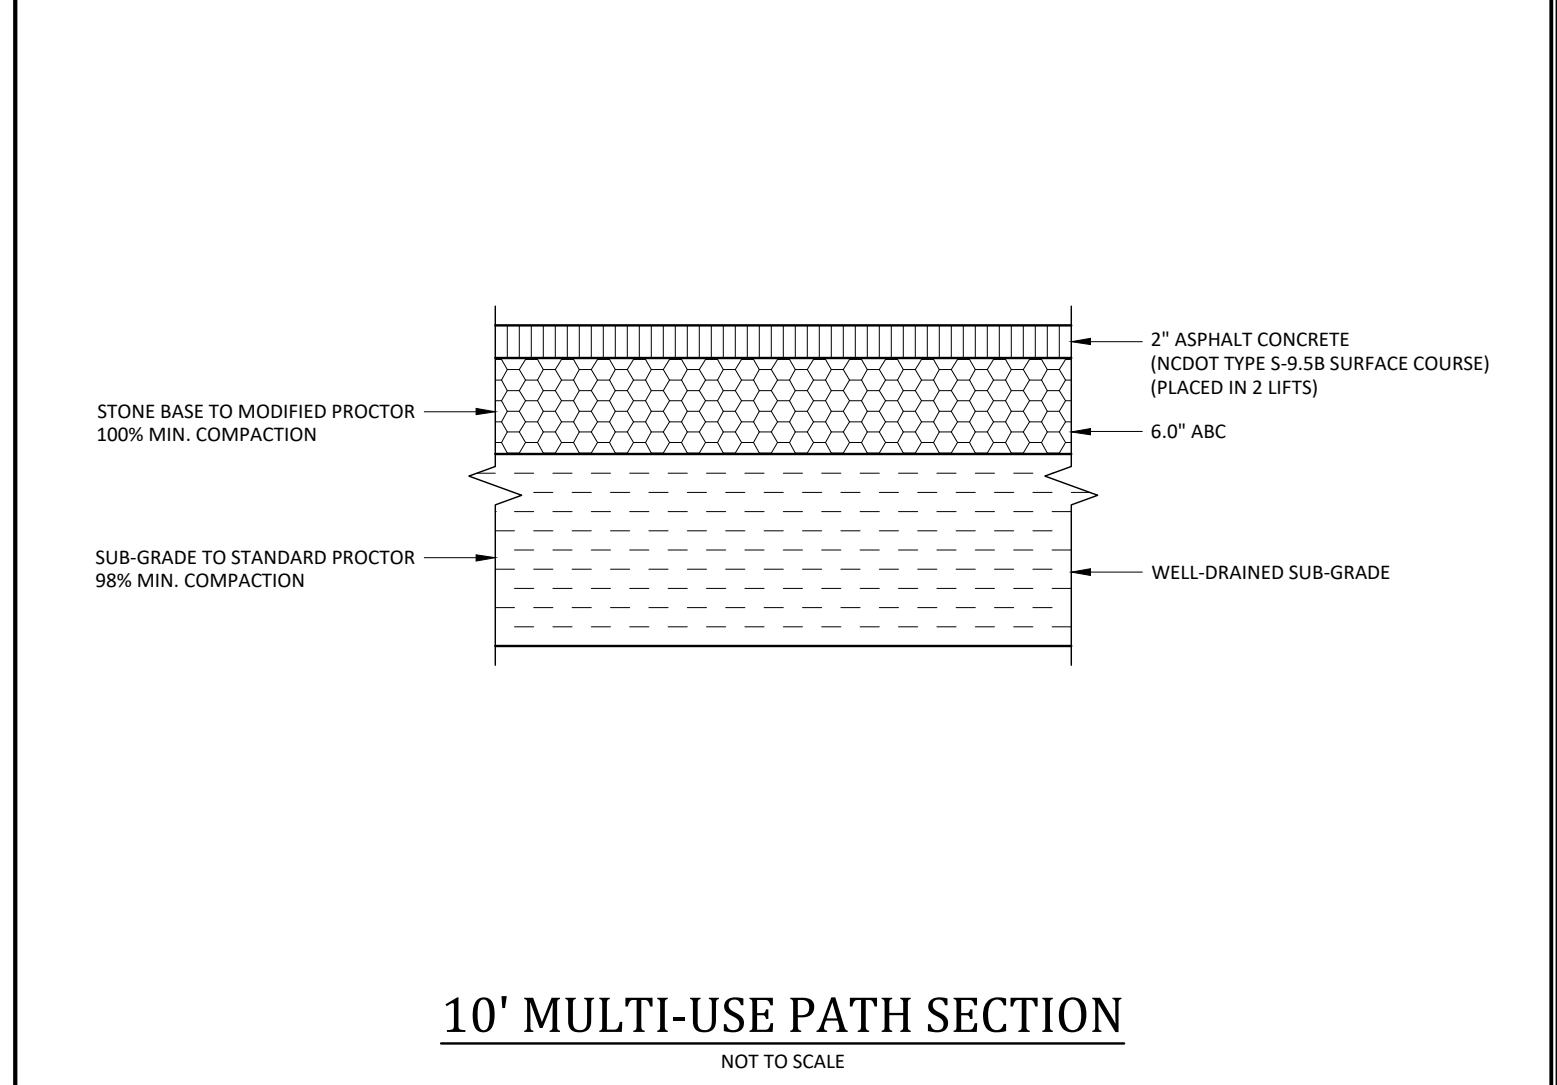 2" ASPHALT CONCRETE
(NCDOT TYPE S-9.5B SURFACE COURSE)
(PLACED IN 2 LIFTS)
STONE BASE TO MODIFIED PROCTOR
100% MIN. COMPACTION
6.0" ABC
SUB-GRADE TO STANDARD PROCTOR
98% MIN. COMPACTION
WELL-DRAINED SUB-GRADE
10' MULTI-USE PATH SECTION
NOT TO SCALE